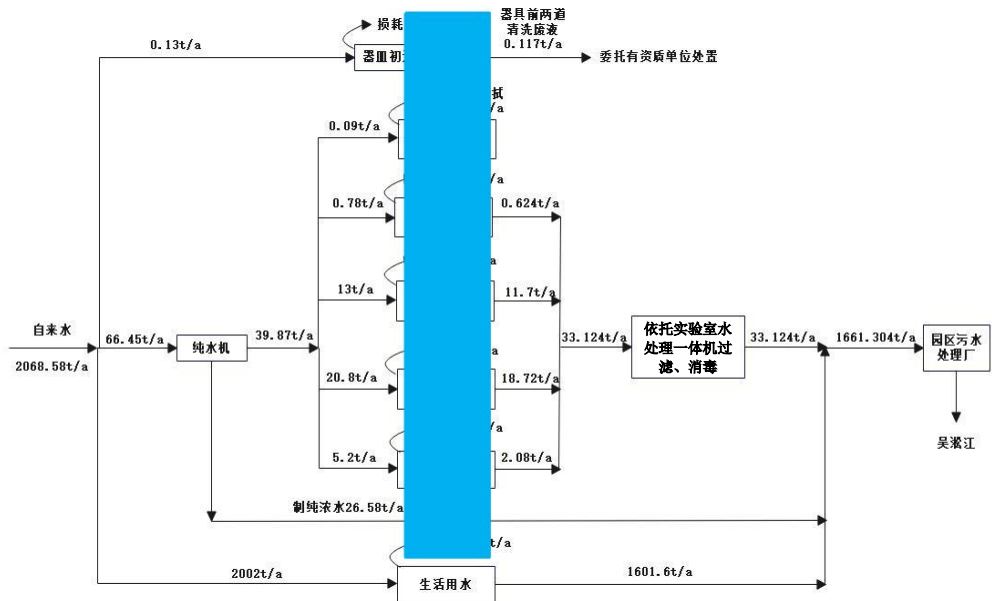 损耗
器具前两道
清洗废液
0.13t/a
0.117t/a
器皿初
委托有资质单位处置
拭
/a
0.09t/a
/a
0.78t/a
0.624t/a
a
13t/a
11.7t/a
自来水
2068.58t/a
66.45t/a
纯水机
39.87t/a
33.124t/a
依托实验室水
处理一体机过
滤、消毒
33.124t/a
1661.304t/a
园区污水
处理厂
/a
20.8t/a
18.72t/a
吴淞江
/a
5.2t/a
2.08t/a
制纯浓水26.58t/a
t/a
2002t/a
生活用水
1601.6t/a